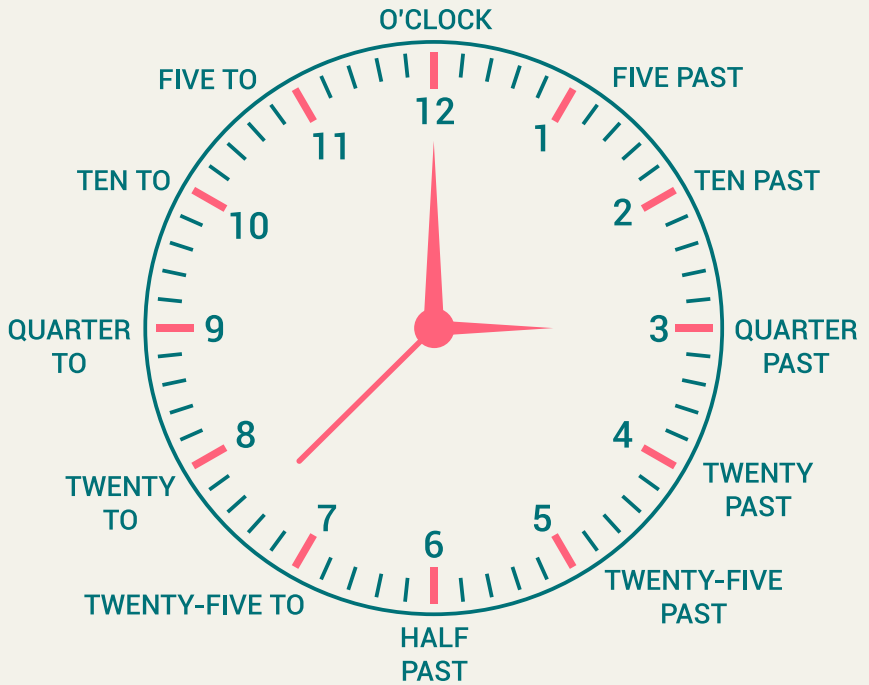 O'CLOCK
FIVE TO
FIVE PAST
12
11
1
TEN TO
TEN PAST
10
2
QUARTER
TO
9
3
QUARTER
PAST
8
4
TWENTY
TO
TWENTY
PAST
7
5
6
TWENTY-FIVE TO
TWENTY-FIVE
PAST
HALF
PAST